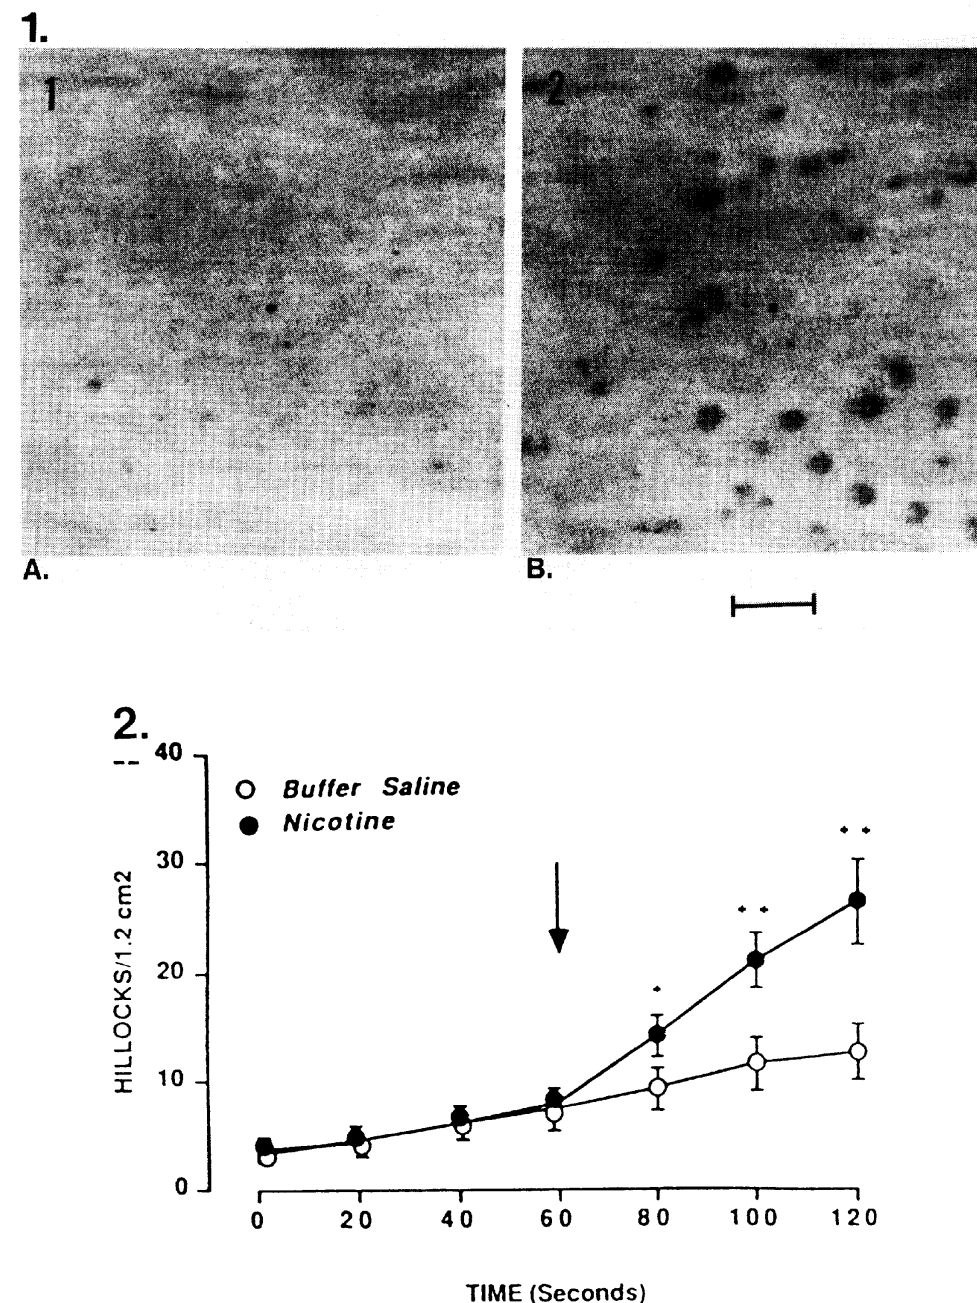 1.
1
2
A.
B.
2.
40
Buffer Saline
Nicotine
30
20
10
0
HILLOCKS/1.2 cm2
* 
* *
* *
0 20 40 60 80 100 120
TIME (Seconds)